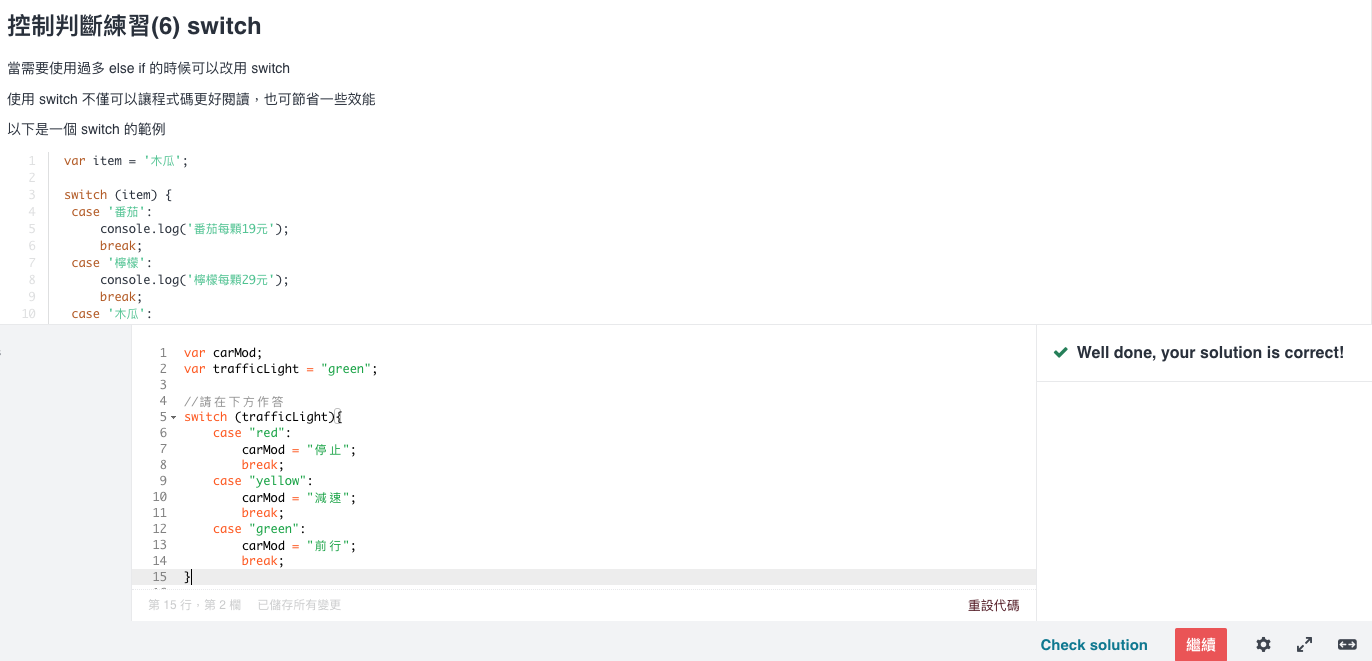 控制判斷練習(6) switch
當需要使用過多 else if 的時候可以改用 switch
使用 switch 不僅可以讓程式碼更好閱讀，也可節省一些效能
以下是一個 switch 的範例
1 var item = '木瓜';
2
3 switch (item) {
4 case '番茄':
5 console.log('番茄每顆19元');
6 break;
7 case '檸檬':
8 console.log('檸檬每顆29元');
9 break;
10 case '木瓜':
1 var carMod;
2 var trafficLight = "green";
3
4 //請在下方作答
5 switch (trafficLight){
6 case "red":
7 carMod = "停止";
8 break;
9 case "yellow":
10 carMod = "減速";
11 break;
12 case "green":
13 carMod = "前行";
14 break;
15 }
第 15 行，第 2 欄 已儲存所有變更
重設代碼
Well done, your solution is correct!
Check solution
繼續